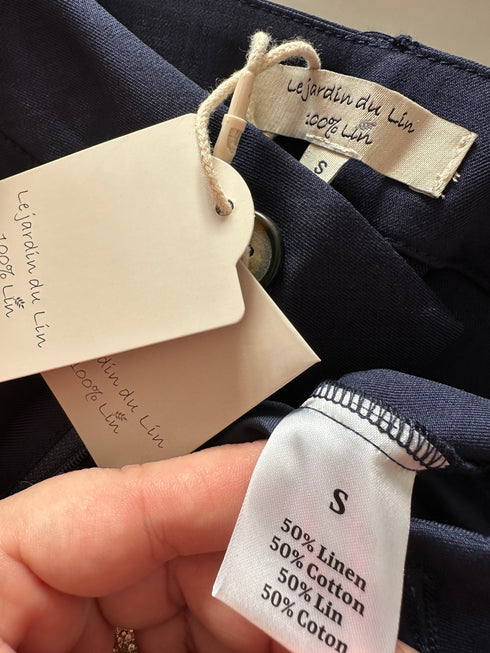 Le jardin du Lin
100% Lin
S
Le jardin du Lin
100% Lin
din du Lin
100% Lin
S
50% Linen
50% Cotton
50% Lin
50% Coton